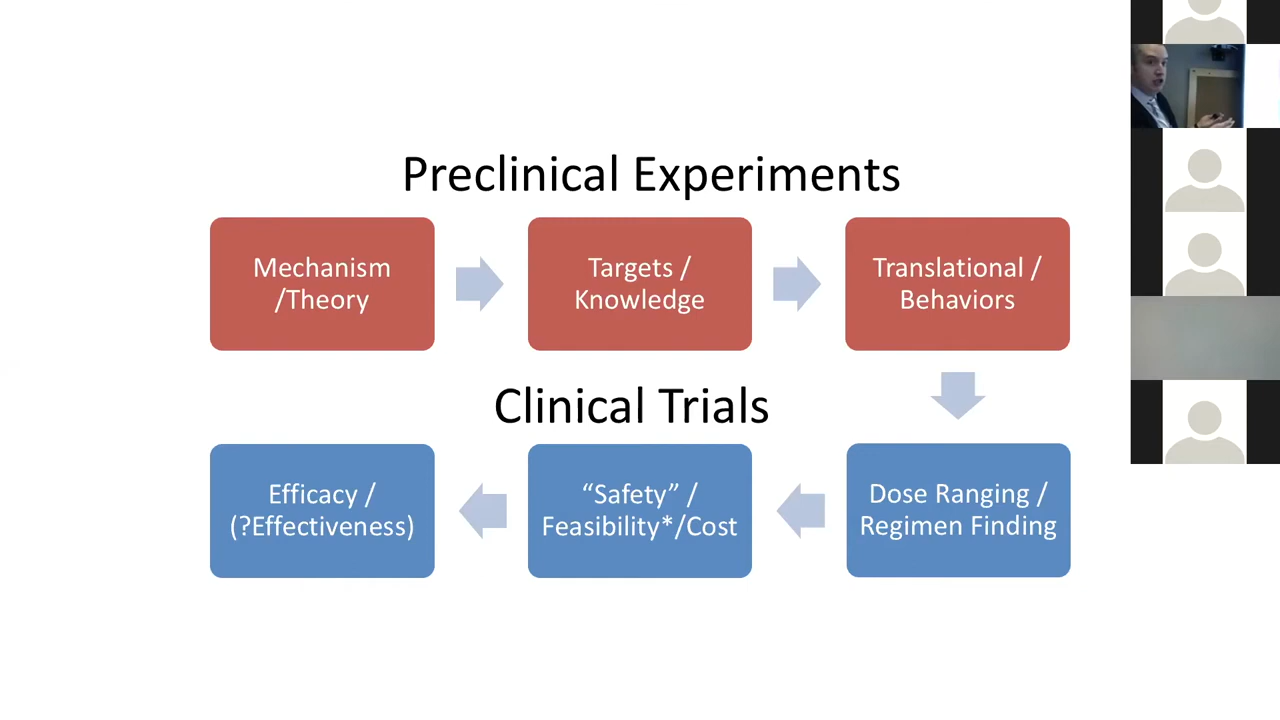 Preclinical Experiments
Mechanism
/Theory
Targets /
Knowledge
Translational /
Behaviors
Clinical Trials
Efficacy /
(?Effectiveness)
“Safety” /
Feasibility*/Cost
Dose Ranging /
Regimen Finding